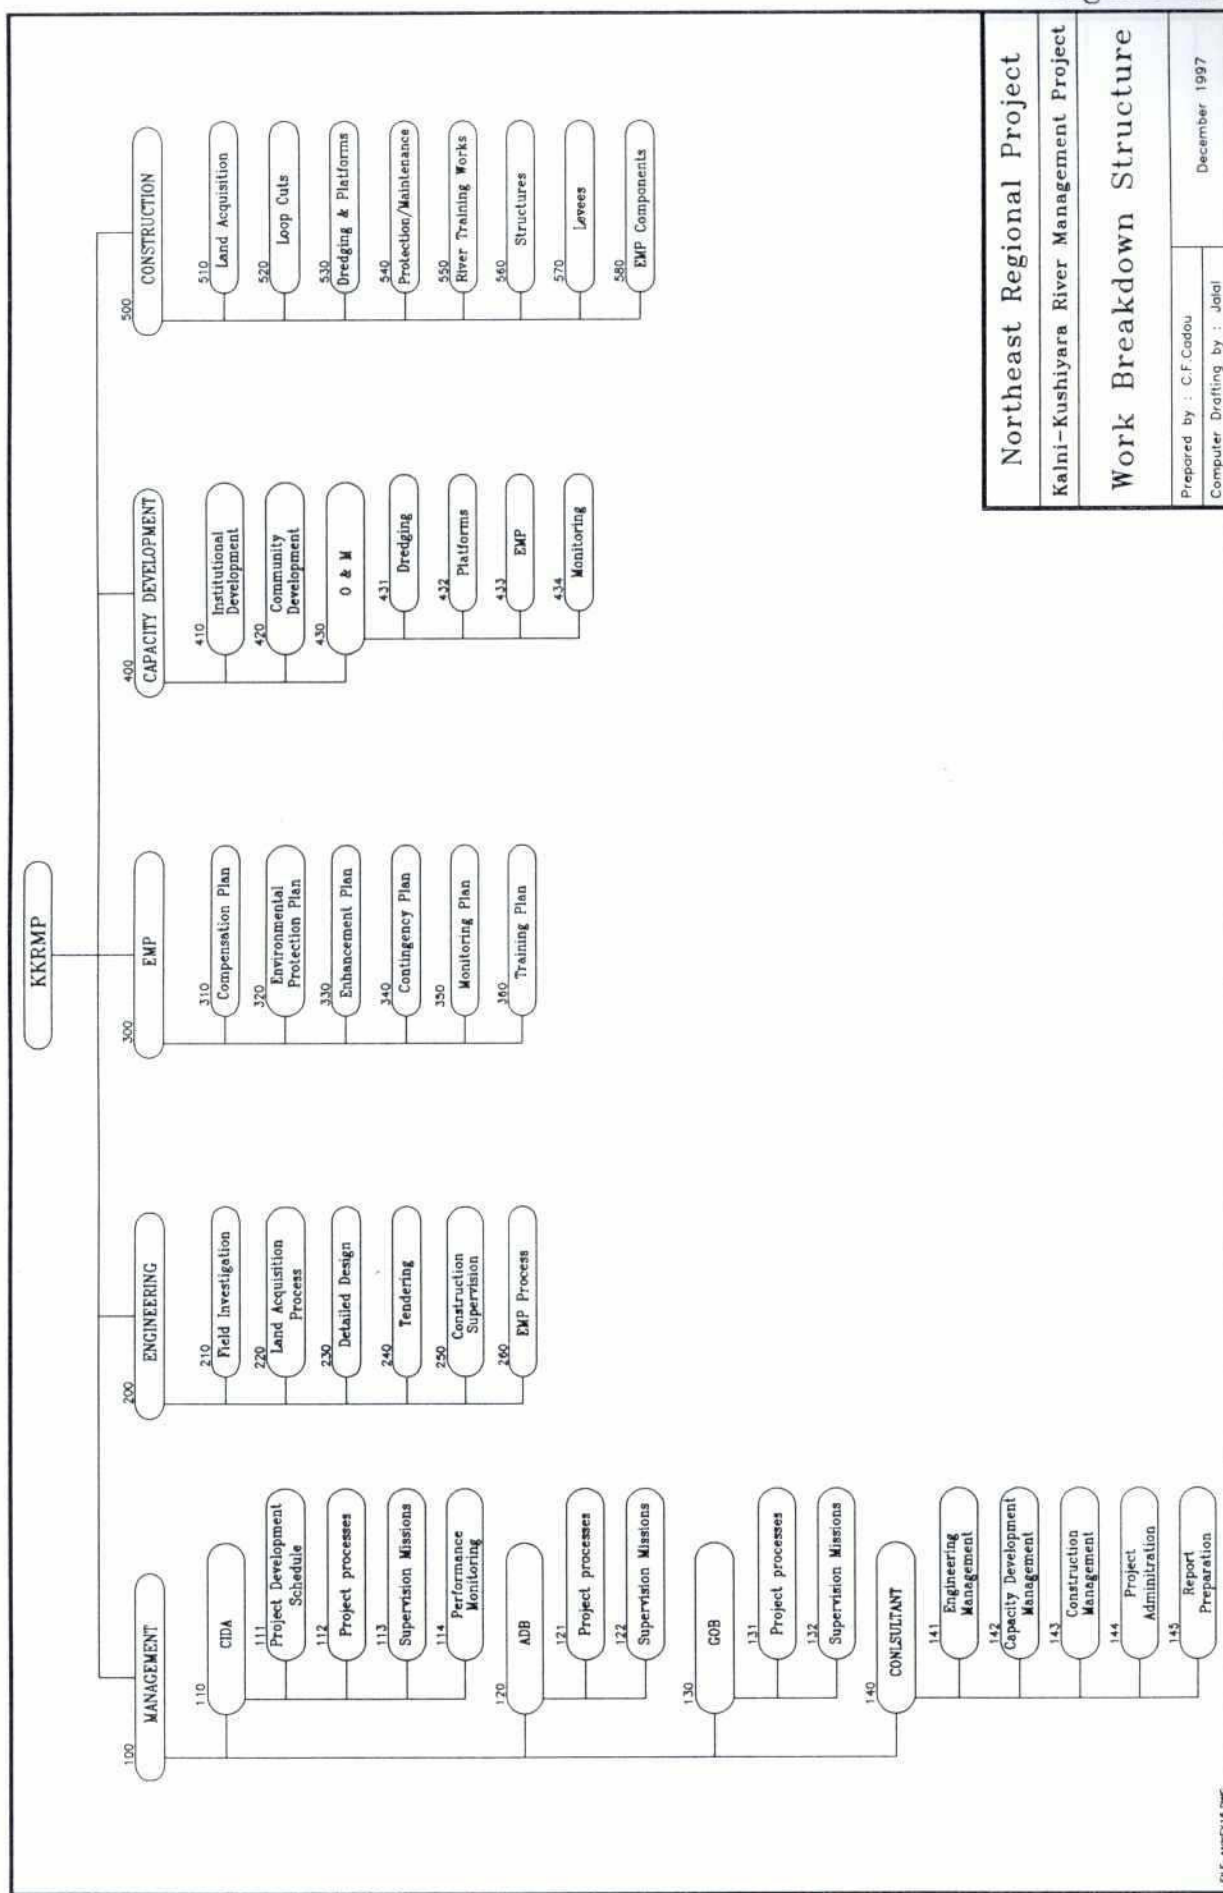 KKRMP
100
MANAGEMENT
110
CIDA
111
Project Development
Schedule
112
Project processes
113
Supervision Missions
114
Performance
Monitoring
120
ADB
121
Project processes
122
Supervision Missions
130
GOB
131
Project processes
132
Supervision Missions
140
CONLSULTANT
141
Engineering
Management
142
Capacity Development
Management
143
Construction
Management
144
Project
Adminitration
145
Report
Preparation
200
ENGINEERING
210
Field Investigation
220
Land Acquisition
Process
230
Detailed Design
240
Tendering
250
Construction
Supervision
260
EMP Process
300
EMP
310
Compensation Plan
320
Environmental
Protection Plan
330
Enhancement Plan
340
Contingency Plan
350
Monitoring Plan
360
Training Plan
400
CAPACITY DEVELOPMENT
410
Institutional
Development
420
Community
Development
430
O & M
431
Dredging
432
Platforms
433
EMP
434
Monitoring
500
CONSTRUCTION
510
Land Acquisition
520
Loop Cuts
530
Dredging & Platforms
540
Protection/Maintenance
550
River Training Works
560
Structures
570
Levees
580
EMP Components
Northeast Regional Project
Kalni-Kushiyara River Management Project
Work Breakdown Structure
Prepared by : C.F.Cadou
Computer Drafting by : Jalal
December 1997